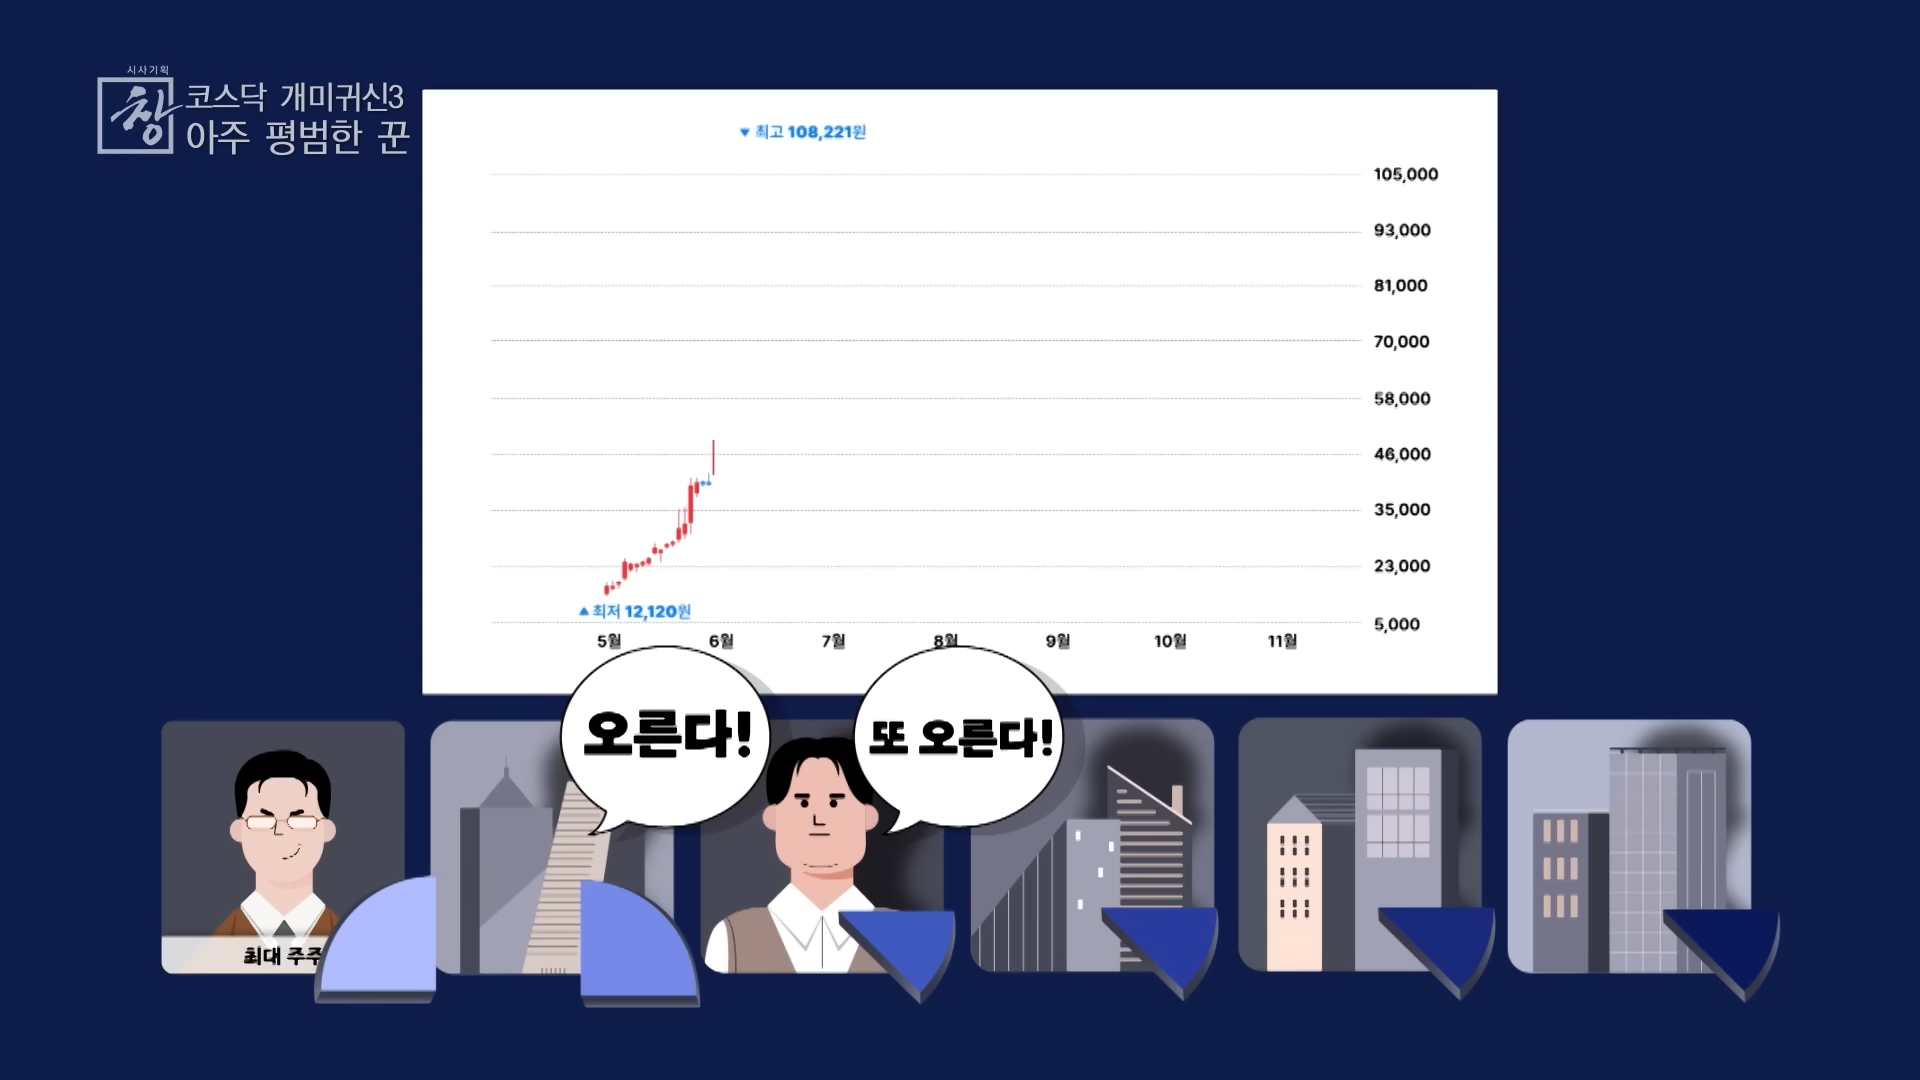 시사기획
창
코스닥 개미귀신3
아주 평범한 꾼
▼ 최고 108,221원
105,000
93,000
81,000
70,000
58,000
46,000
35,000
23,000
5,000
▲ 최저 12,120원
5월 6월 7월 8월 9월 10월 11월
오른다!
또 오른다!
최대 주주